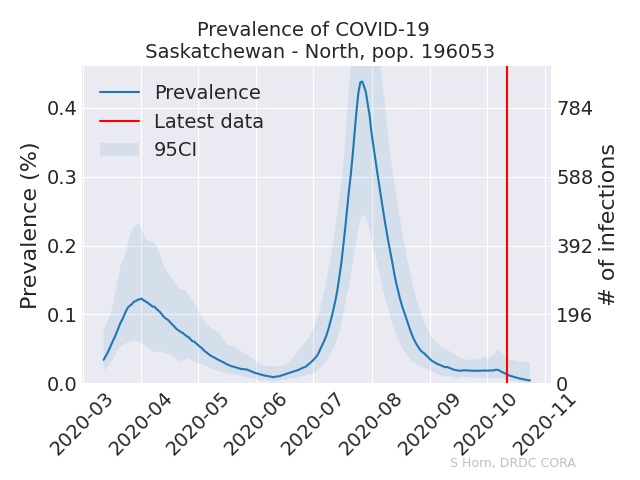 Prevalence of COVID-19
Saskatchewan - North, pop. 196053
Prevalence
Latest data
95CI
Prevalence (%)
0.4
0.3
0.2
0.1
0.0
# of infections
784
588
392
196
0
2020-03
2020-04
2020-05
2020-06
2020-07
2020-08
2020-09
2020-10
2020-11
S Horn, DRDC CORA